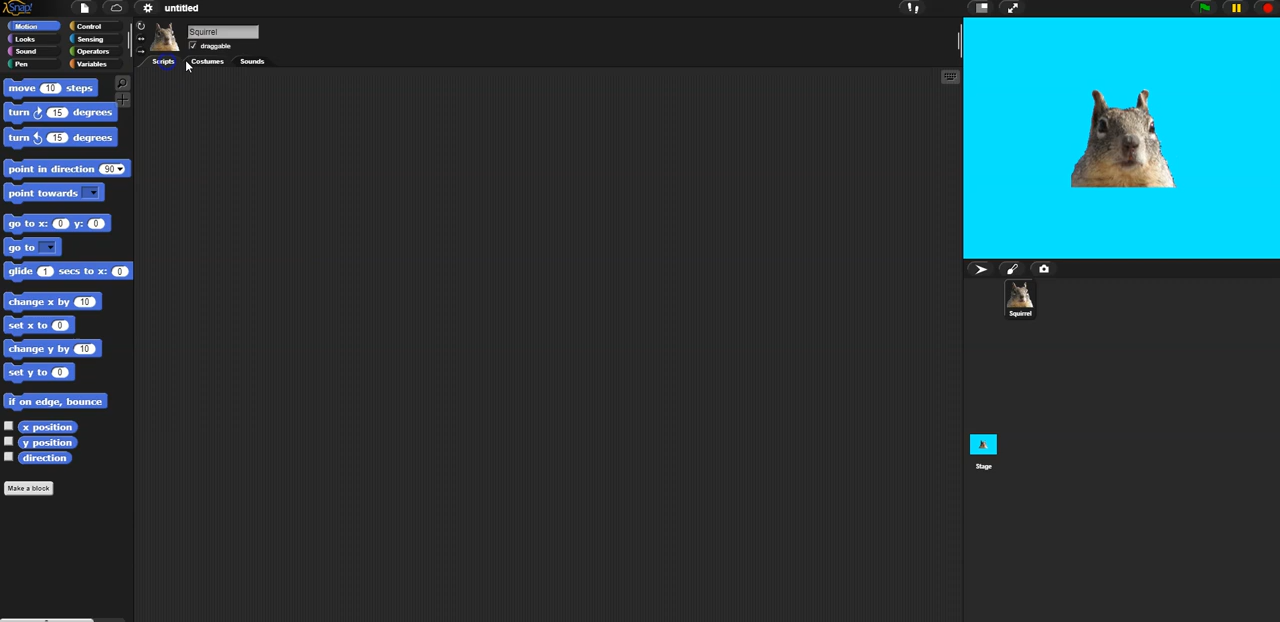 Snap! untitled
Motion Control
Looks Sensing
Sound Operators
Pen Variables
Squirrel
draggable
Scripts Costumes Sounds
move 10 steps
turn 15 degrees
turn 15 degrees
point in direction 90
point towards
go to x: 0 y: 0
go to
glide 1 secs to x: 0
change x by 10
set x to 0
change y by 10
set y to 0
if on edge, bounce
x position
y position
direction
Make a block
Squirrel
Stage